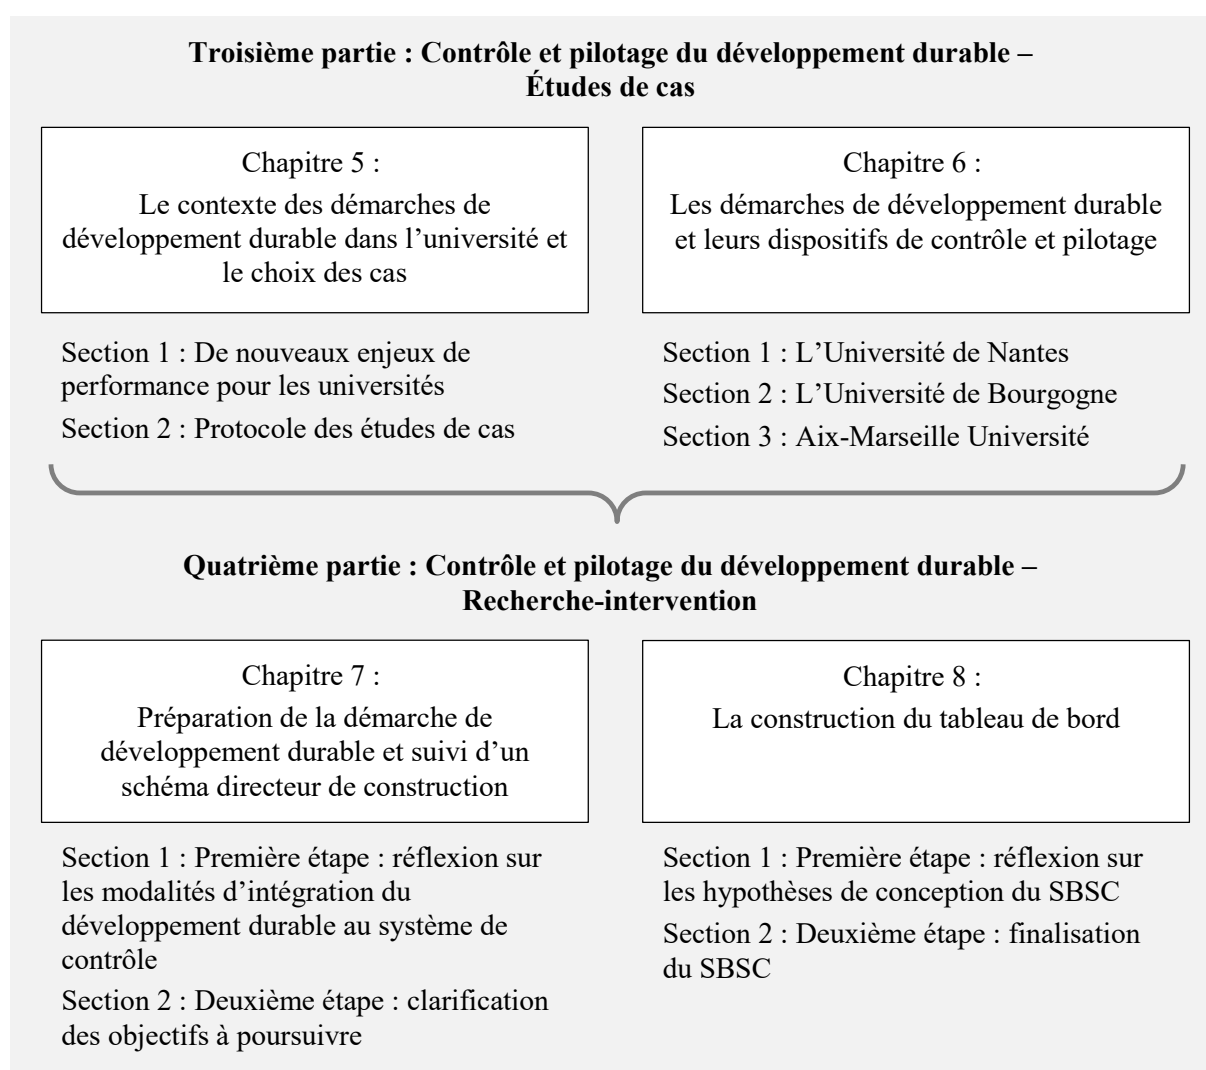 Troisième partie : Contrôle et pilotage du développement durable –
Études de cas
Chapitre 5 :
Le contexte des démarches de
développement durable dans l’université et
le choix des cas
Section 1 : De nouveaux enjeux de
performance pour les universités
Section 2 : Protocole des études de cas
Chapitre 6 :
Les démarches de développement durable
et leurs dispositifs de contrôle et pilotage
Section 1 : L’Université de Nantes
Section 2 : L’Université de Bourgogne
Section 3 : Aix-Marseille Université
Quatrième partie : Contrôle et pilotage du développement durable –
Recherche-intervention
Chapitre 7 :
Préparation de la démarche de
développement durable et suivi d’un
schéma directeur de construction
Section 1 : Première étape : réflexion sur
les modalités d’intégration du
développement durable au système de
contrôle
Section 2 : Deuxième étape : clarification
des objectifs à poursuivre
Chapitre 8 :
La construction du tableau de bord
Section 1 : Première étape : réflexion sur
les hypothèses de conception du SBSC
Section 2 : Deuxième étape : finalisation
du SBSC